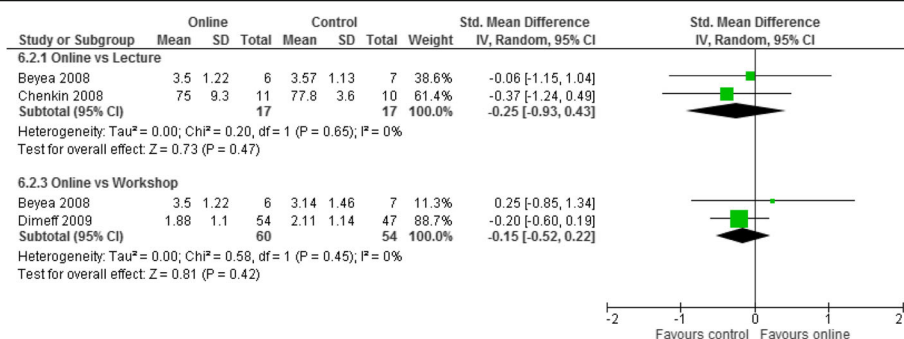 Online Control Std. Mean Difference Std. Mean Difference
Study or Subgroup Mean SD Total Mean SD Total Weight IV, Random, 95% CI IV, Random, 95% CI
6.2.1 Online vs Lecture
Beyea 2008 3.5 1.22 6 3.57 1.13 7 38.6% -0.06 [-1.15, 1.04]
Chenkin 2008 75 9.3 11 77.8 3.6 10 61.4% -0.37 [-1.24, 0.49]
Subtotal (95% CI) 17 17 100.0% -0.25 [-0.93, 0.43]
Heterogeneity: Tau² = 0.00; Chi² = 0.20, df = 1 (P = 0.65); I² = 0%
Test for overall effect: Z = 0.73 (P = 0.47)
6.2.3 Online vs Workshop
Beyea 2008 3.5 1.22 6 3.14 1.46 7 11.3% 0.25 [-0.85, 1.34]
Dimeff 2009 1.88 1.1 54 2.11 1.14 47 88.7% -0.20 [-0.60, 0.19]
Subtotal (95% CI) 60 54 100.0% -0.15 [-0.52, 0.22]
Heterogeneity: Tau² = 0.00; Chi² = 0.58, df = 1 (P = 0.45); I² = 0%
Test for overall effect: Z = 0.81 (P = 0.42)
-2 -1 0 1 2
Favours control Favours online